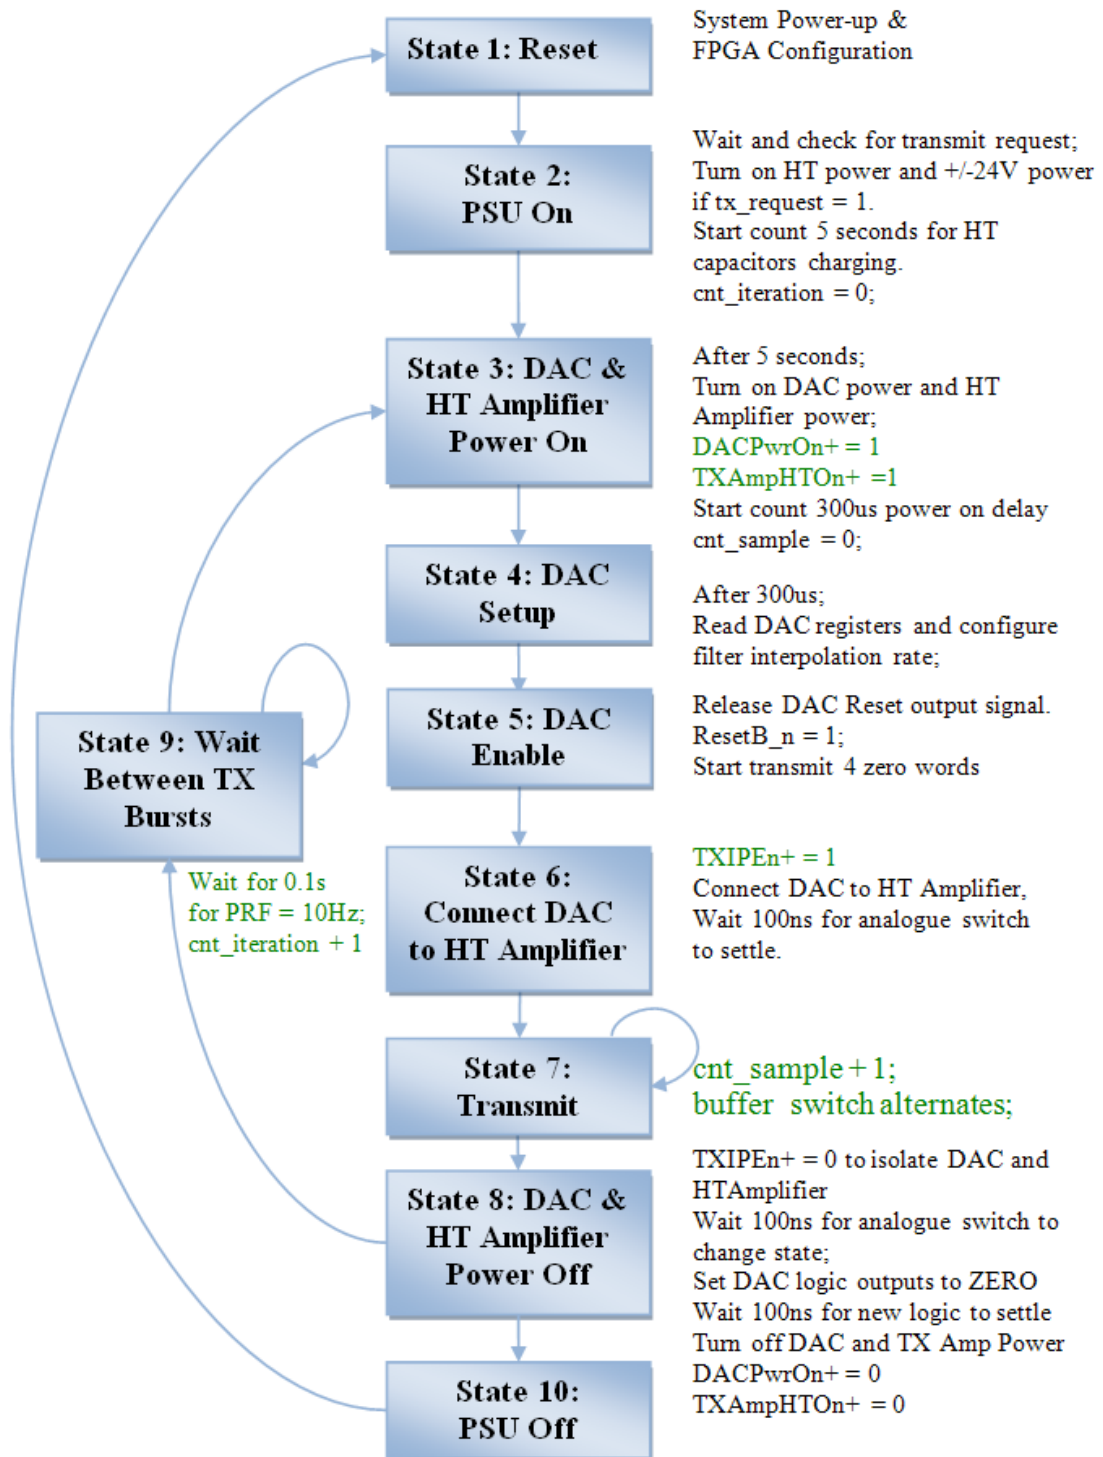 State 1: Reset
System Power-up &
FPGA Configuration
State 2:
PSU On
Wait and check for transmit request;
Turn on HT power and +/-24V power
if tx_request = 1.
Start count 5 seconds for HT
capacitors charging.
cnt_iteration = 0;
State 3: DAC &
HT Amplifier
Power On
After 5 seconds;
Turn on DAC power and HT
Amplifier power;
DACPwrOn+ = 1
TXAmpHTOn+ =1
Start count 300us power on delay
cnt_sample = 0;
State 4: DAC
Setup
After 300us;
Read DAC registers and configure
filter interpolation rate;
State 5: DAC
Enable
Release DAC Reset output signal.
ResetB_n = 1;
Start transmit 4 zero words
State 9: Wait
Between TX
Bursts
Wait for 0.1s
for PRF = 10Hz;
cnt_iteration + 1
State 6:
Connect DAC
to HT Amplifier
TXIPEn+ = 1
Connect DAC to HT Amplifier,
Wait 100ns for analogue switch
to settle.
State 7:
Transmit
cnt_sample + 1;
buffer switch alternates;
State 8: DAC &
HT Amplifier
Power Off
TXIPEn+ = 0 to isolate DAC and
HTAmplifier
Wait 100ns for analogue switch to
change state;
Set DAC logic outputs to ZERO
Wait 100ns for new logic to settle
Turn off DAC and TX Amp Power
DACPwrOn+ = 0
TXAmpHTOn+ = 0
State 10:
PSU Off